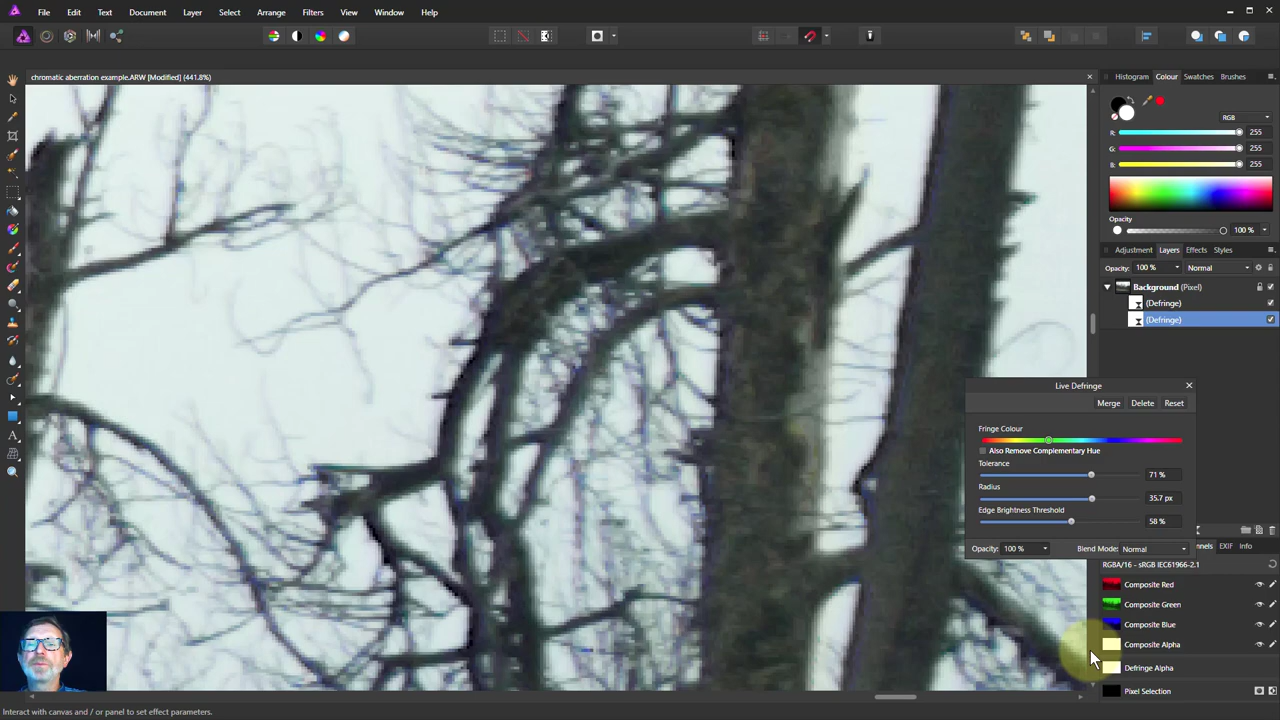 File Edit Text Document Layer Select Arrange Filters View Window Help
chromatic aberration example.ARW [Modified] (441.8%)
Histogram Colour Swatches Brushes
RGB
R: 255
G: 255
B: 255
Opacity
100 %
Adjustment Layers Effects Styles
Opacity: 100 % Normal
Background (Pixel)
(Defringe)
(Defringe)
Live Defringe
Merge Delete Reset
Fringe Colour
Also Remove Complementary Hue
Tolerance
71 %
Radius
35.7 px
Edge Brightness Threshold
58 %
Opacity: 100 % Blend Mode: Normal
nnels EXIF Info
RGBA/16 - sRGB IEC61966-2.1
Composite Red
Composite Green
Composite Blue
Composite Alpha
Defringe Alpha
Pixel Selection
Interact with canvas and / or panel to set effect parameters.